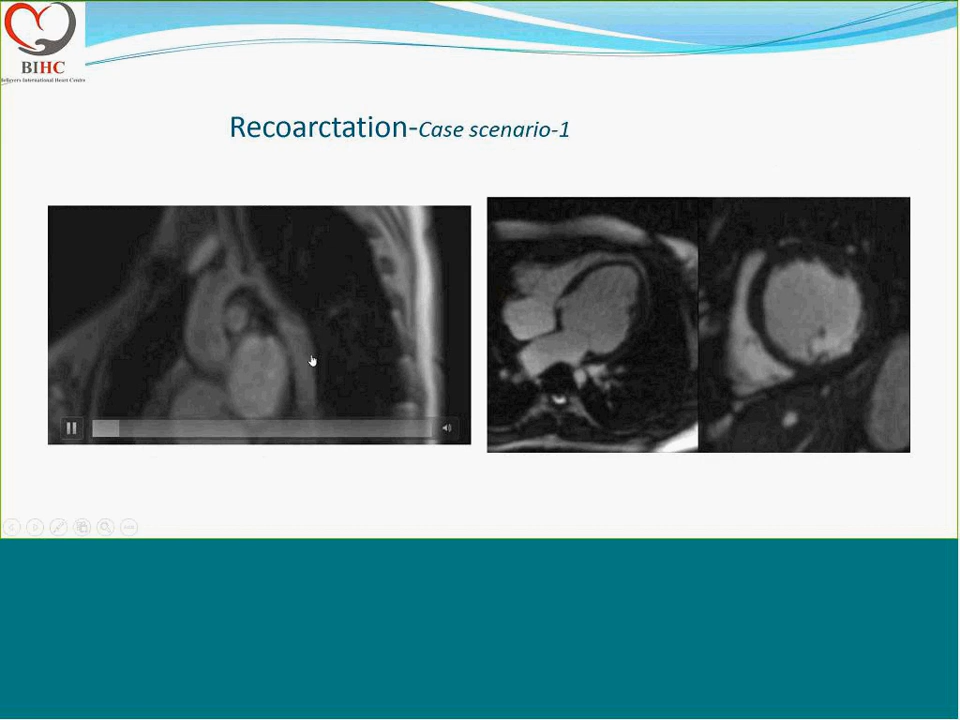 BIHC
Believers International Heart Centre
Recoarctation-Case scenario-1